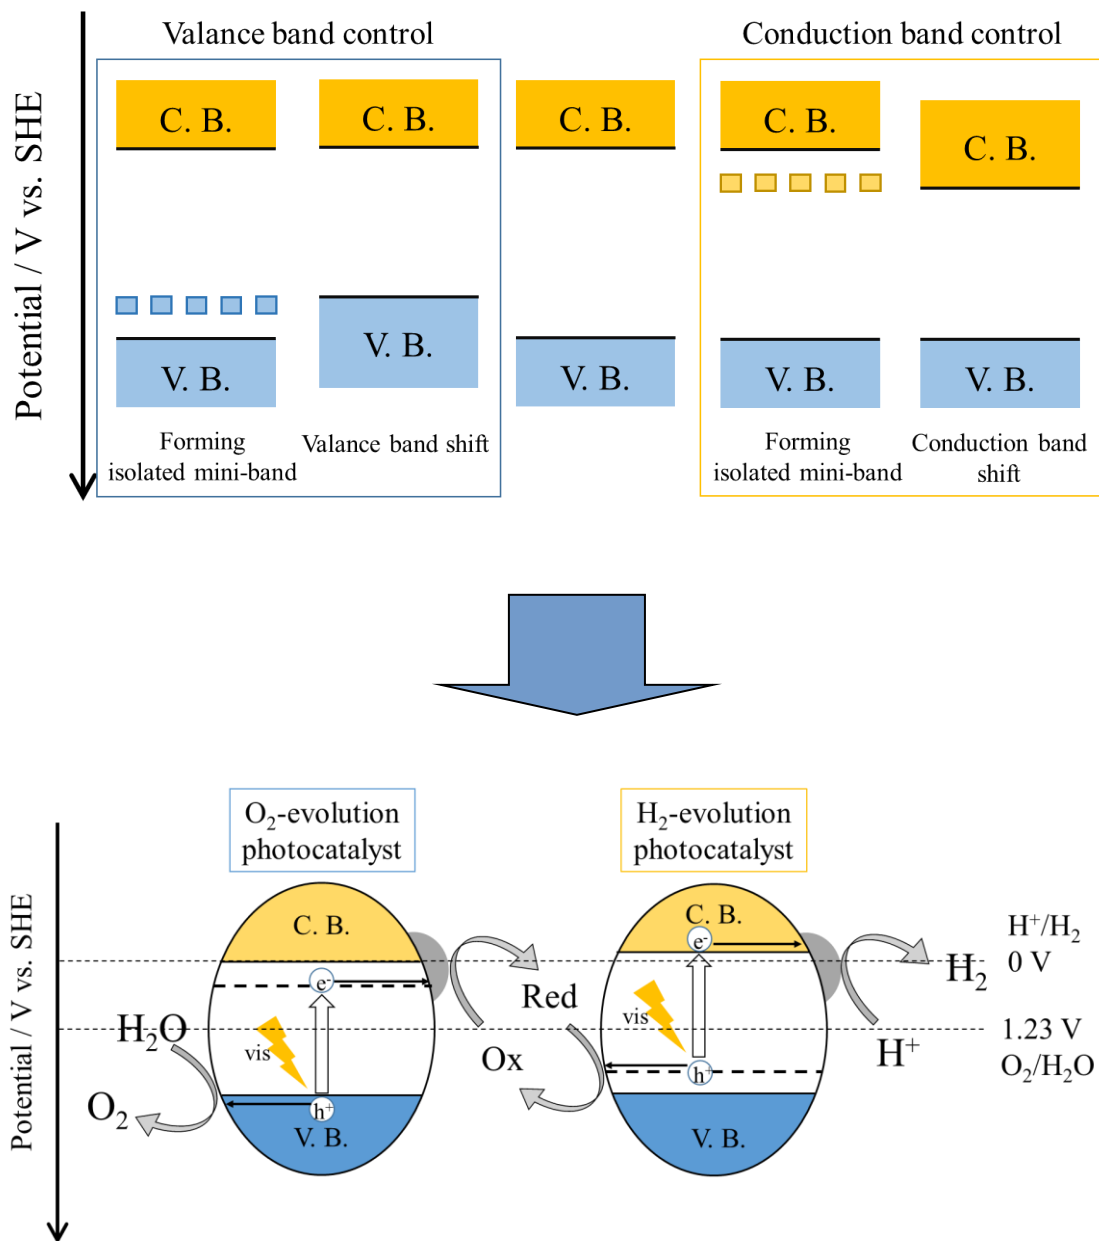 Valance band control
Conduction band control
Potential / V vs. SHE
C. B.
C. B.
C. B.
C. B.
C. B.
V. B.
V. B.
V. B.
V. B.
V. B.
Forming
isolated mini-band
Valance band shift
Forming
isolated mini-band
Conduction band
shift
O₂-evolution
photocatalyst
H₂-evolution
photocatalyst
Potential / V vs. SHE
C. B.
e⁻
H₂O
vis
O₂
h⁺
V. B.
Red
Ox
C. B.
e⁻
vis
h⁺
V. B.
H⁺/H₂
0 V
H₂
H⁺
1.23 V
O₂/H₂O